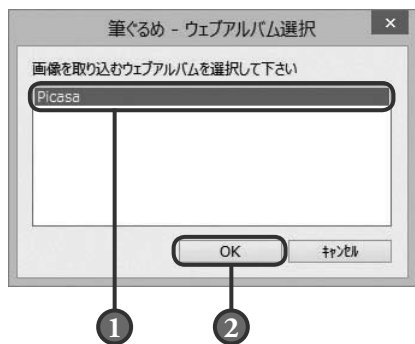 筆ぐるめ - ウェブアルバム選択
×
画像を取り込むウェブアルバムを選択して下さい
Picasa
OK キャンセル
1 2